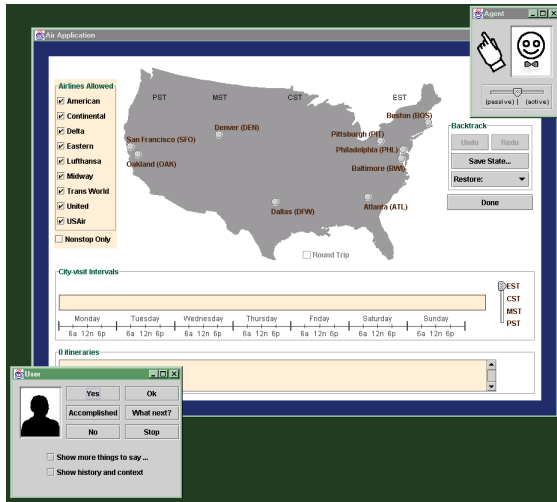 Agent
(passive) | (active)
Air Application
Airlines Allowed
American
Continental
Delta
Eastern
Lufthansa
Midway
Trans World
United
USAir
Nonstop Only
PST MST CST EST
Boston (BOS)
Denver (DEN)
Pittsburgh (PIT)
San Francisco (SFO)
Philadelphia (PHL)
Oakland (OAK)
Baltimore (BWI)
Dallas (DFW)
Atlanta (ATL)
Round Trip
Backtrack
Undo Redo
Save State...
Restore:
Done
City-visit Intervals
EST
CST
MST
PST
Monday Tuesday Wednesday Thursday Friday Saturday Sunday
6a 12n 6p 6a 12n 6p 6a 12n 6p 6a 12n 6p 6a 12n 6p 6a 12n 6p 6a 12n 6p
0 itineraries
User
Yes Ok
Accomplished What next?
No Stop
Show more things to say ...
Show history and context